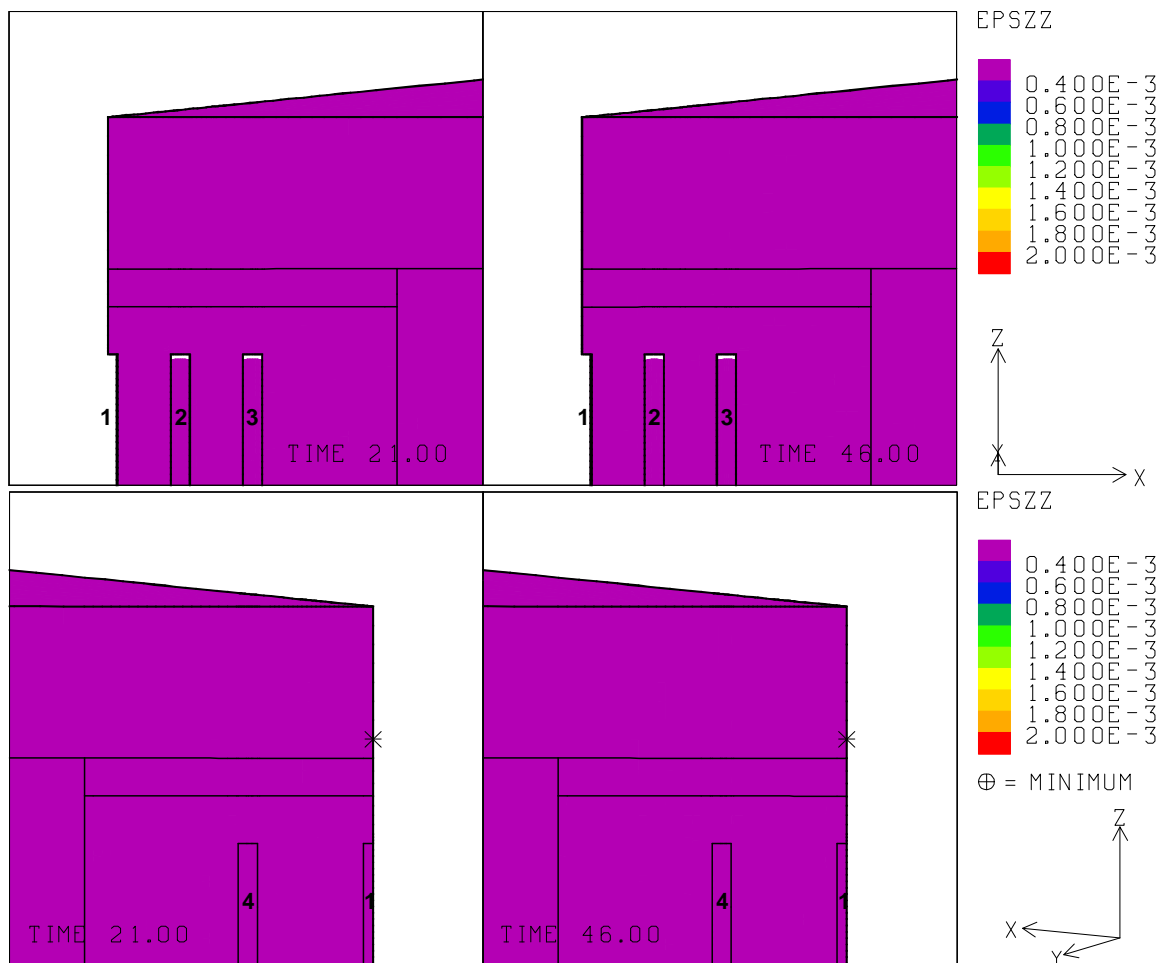 EPSZZ
0.400E-3
0.600E-3
0.800E-3
1.000E-3
1.200E-3
1.400E-3
1.600E-3
1.800E-3
2.000E-3
1 2 3
TIME 21.00
1 2 3
TIME 46.00
Z
X
X
EPSZZ
0.400E-3
0.600E-3
0.800E-3
1.000E-3
1.200E-3
1.400E-3
1.600E-3
1.800E-3
2.000E-3
⊕ = MINIMUM
4 1
TIME 21.00
4 1
TIME 46.00
Z
X
Y